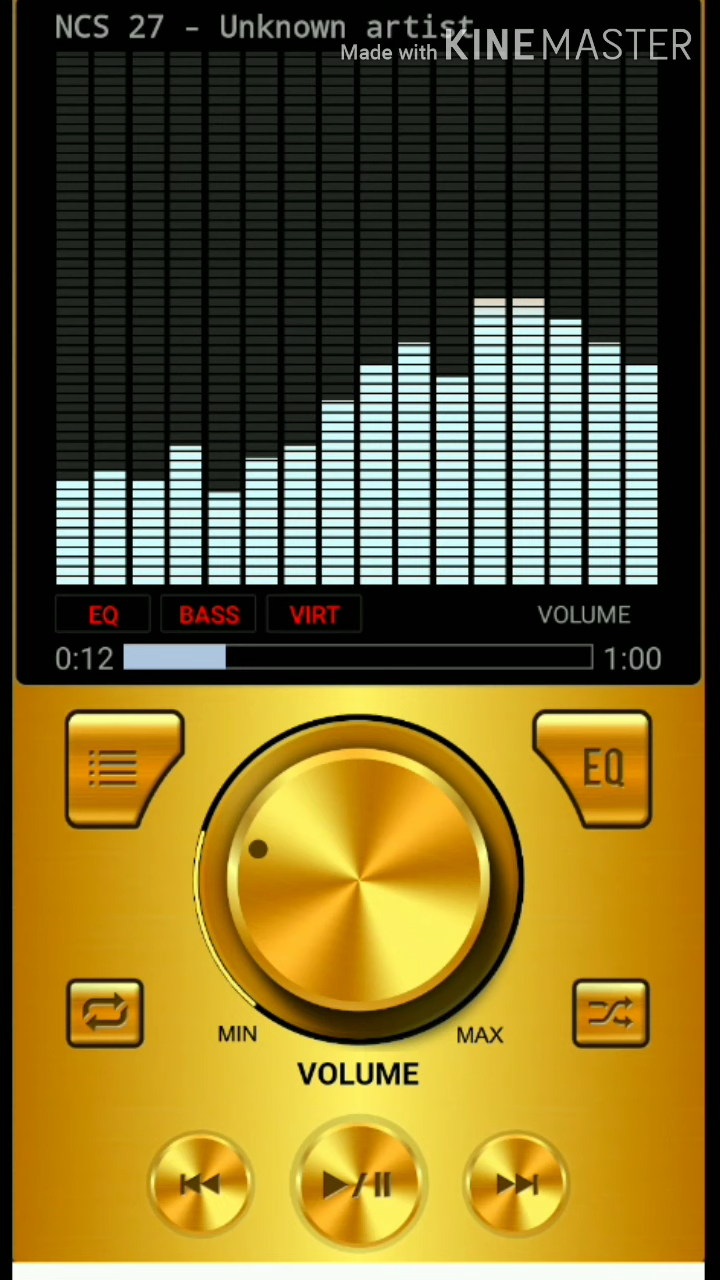 NCS 27 - Unknown artist
Made with KINEMASTER
EQ BASS VIRT VOLUME
0:12 1:00
EQ
MIN MAX
VOLUME